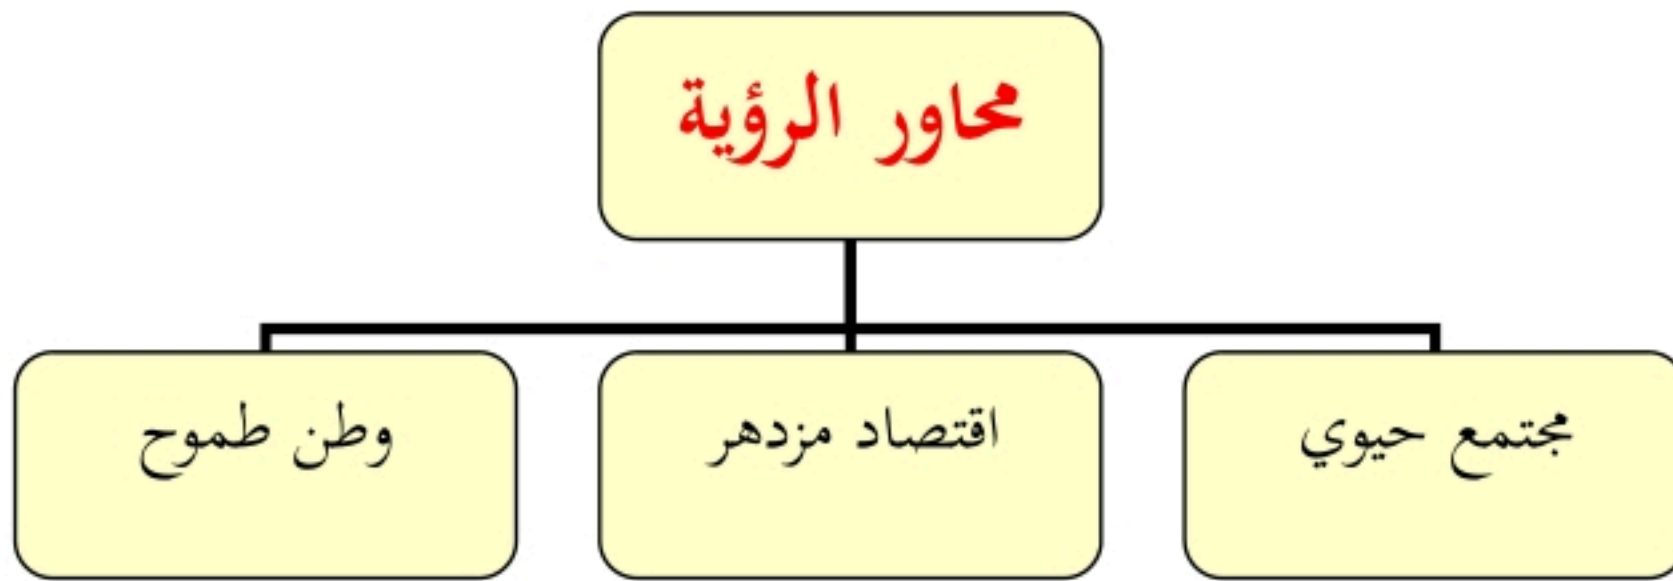 محاور الرؤية
مجتمع حيوي
اقتصاد مزدهر
وطن طموح